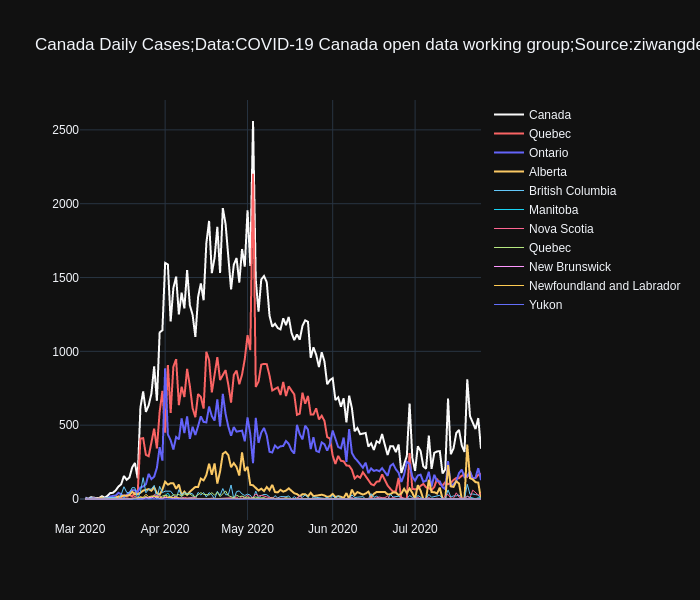 Canada Daily Cases;Data:COVID-19 Canada open data working group;Source:ziwangde
Canada
Quebec
Ontario
Alberta
British Columbia
Manitoba
Nova Scotia
Quebec
New Brunswick
Newfoundland and Labrador
Yukon
2500
2000
1500
1000
500
0
Mar 2020 Apr 2020 May 2020 Jun 2020 Jul 2020